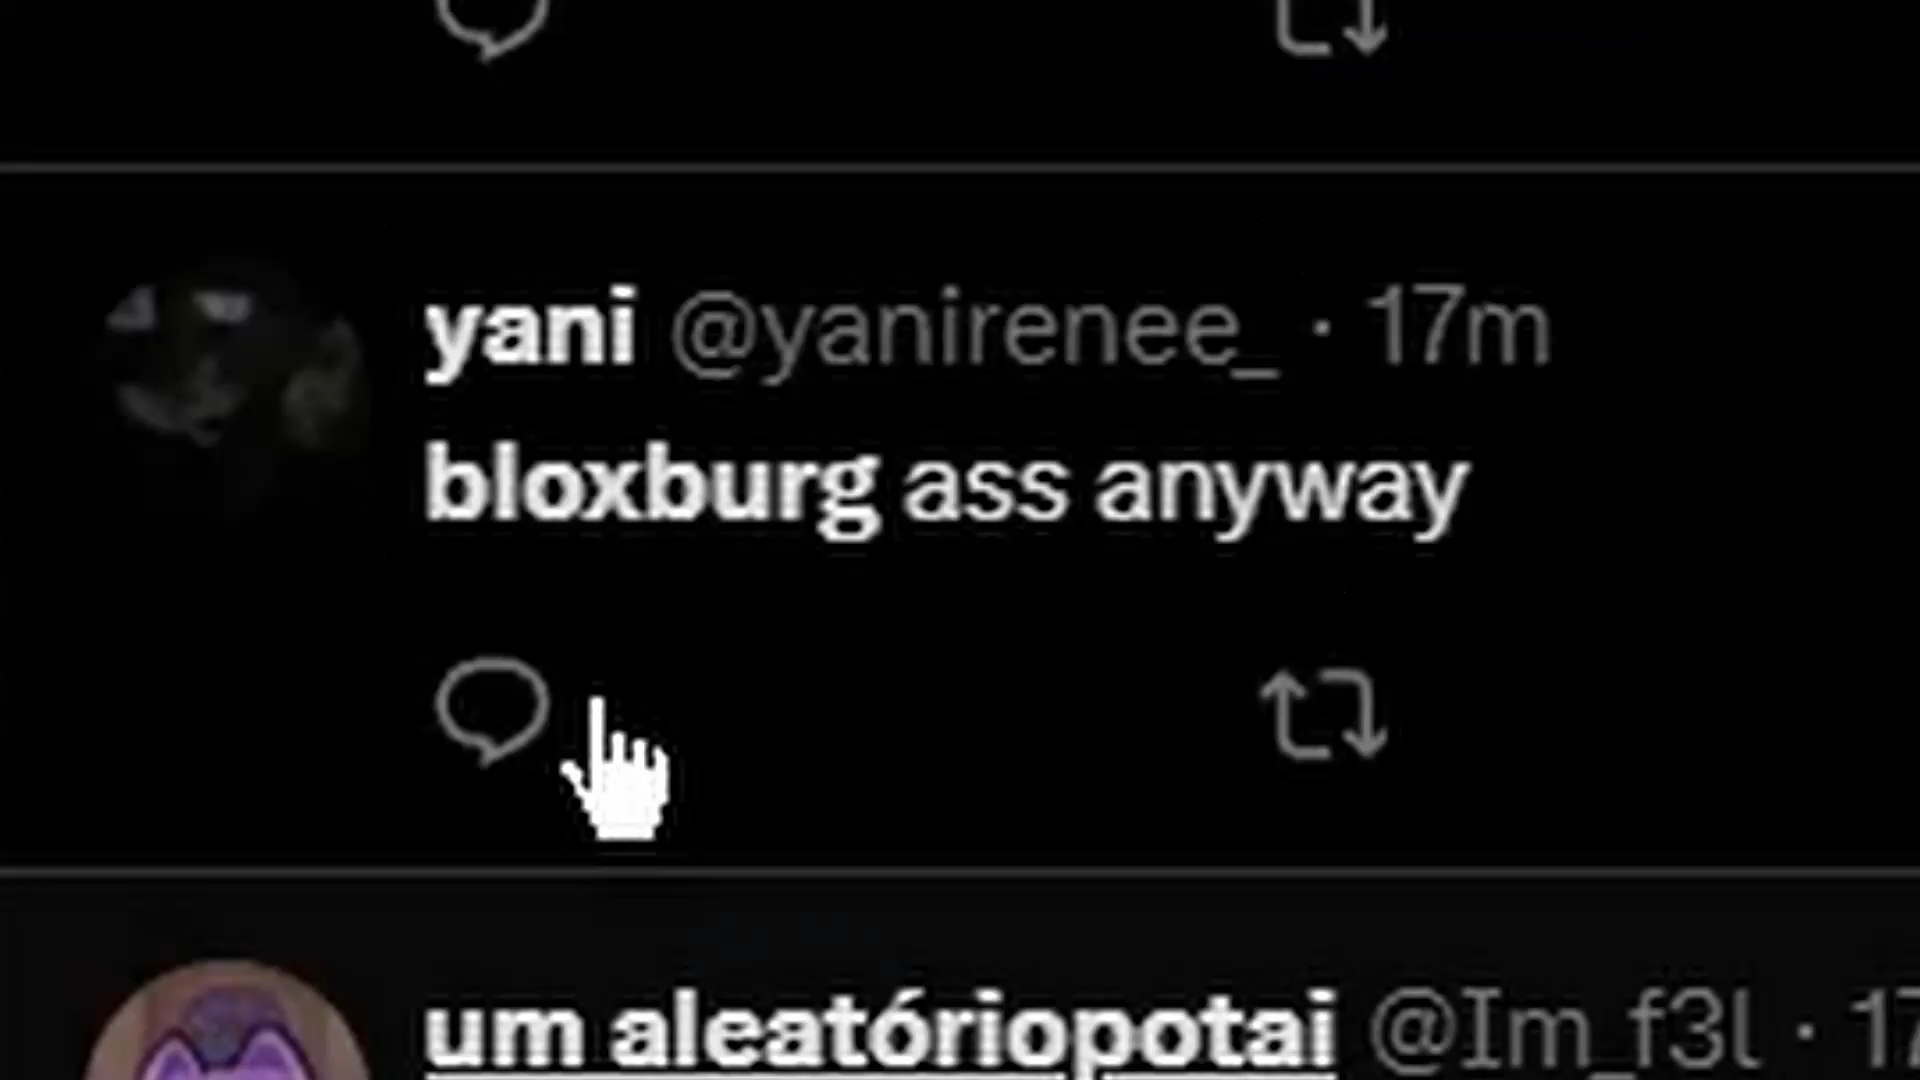 yani @yanirenee_ · 17m
bloxburg ass anyway
um aleatóriopotai @Im_f3l · 17